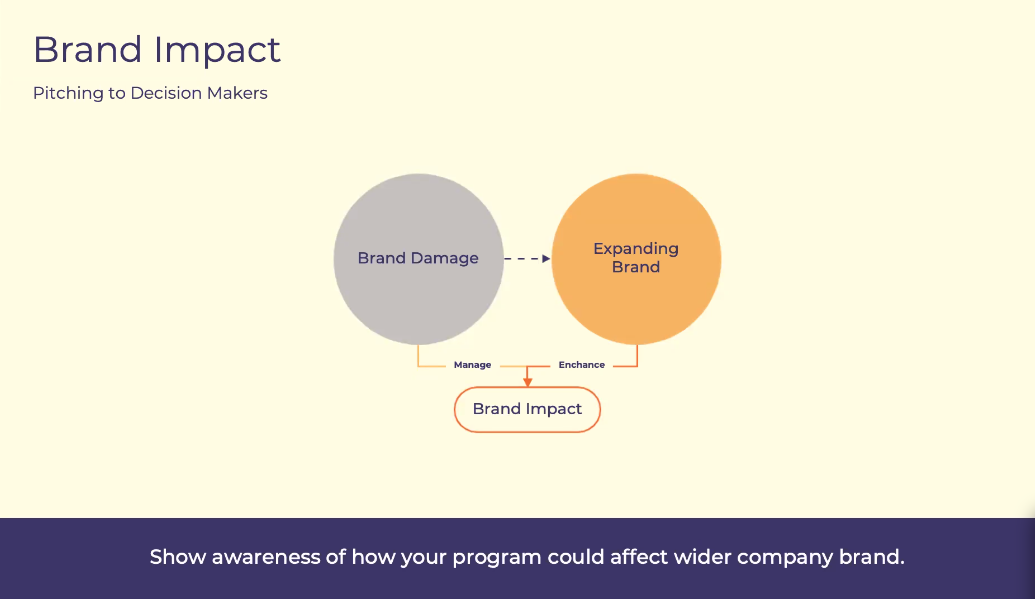 Brand Impact
Pitching to Decision Makers
Brand Damage
Expanding
Brand
Manage
Enchance
Brand Impact
Show awareness of how your program could affect wider company brand.